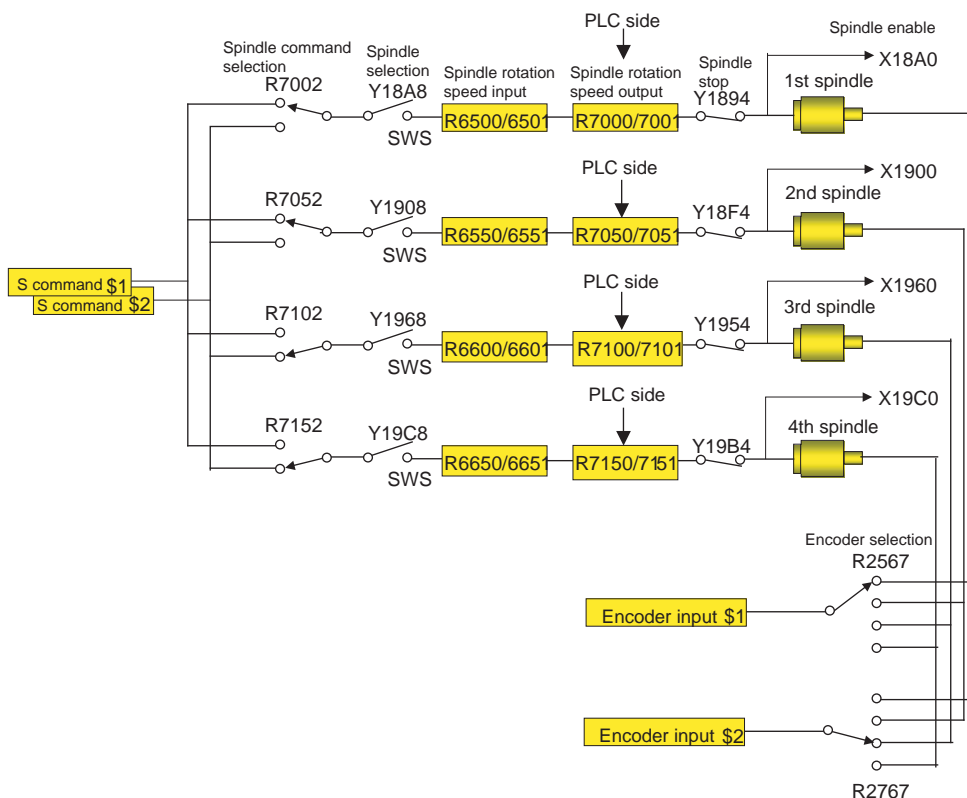 PLC side
Spindle enable
Spindle command
selection
Spindle
selection
Spindle rotation
speed input
Spindle rotation
speed output
Spindle
stop
X18A0
R7002
Y18A8
SWS
R6500/6501
R7000/7001
Y1894
1st spindle
PLC side
X1900
R7052
Y1908
SWS
R6550/6551
R7050/7051
Y18F4
2nd spindle
S command $1
S command $2
PLC side
X1960
R7102
Y1968
SWS
R6600/6601
R7100/7101
Y1954
3rd spindle
PLC side
X19C0
R7152
Y19C8
SWS
R6650/6651
R7150/7151
Y19B4
4th spindle
Encoder selection
R2567
Encoder input $1
Encoder input $2
R2767